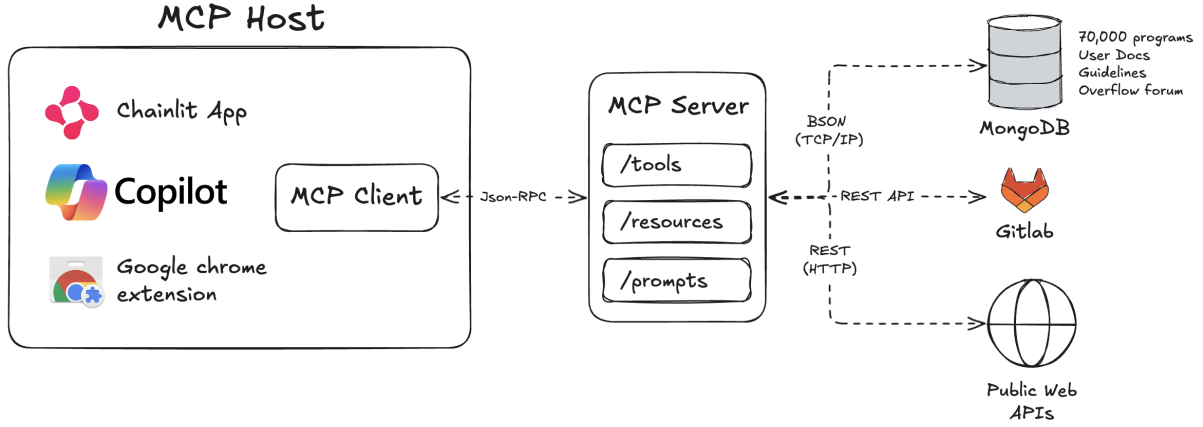 MCP Host
Chainlit App
Copilot
Google chrome
extension
MCP Client
Json-RPC
MCP Server
/tools
/resources
/prompts
BSON
(TCP/IP)
REST API
REST
(HTTP)
70,000 programs
User Docs
Guidelines
Overflow forum
MongoDB
Gitlab
Public Web
APIs